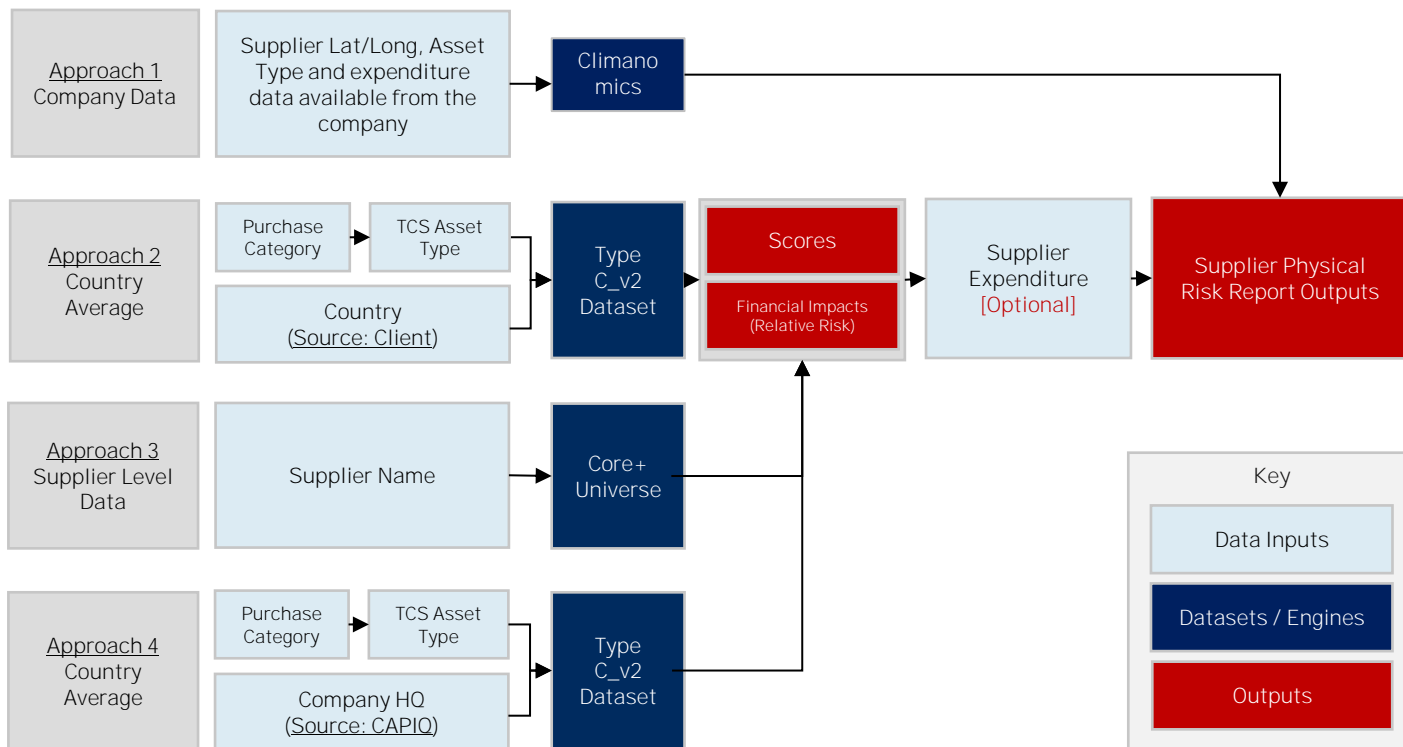 Approach 1
Company Data
Supplier Lat/Long, Asset
Type and expenditure
data available from the
company
Climano
mics
Approach 2
Country
Average
Purchase
Category
TCS Asset
Type
Country
(Source: Client)
Type
C_v2
Dataset
Scores
Financial Impacts
(Relative Risk)
Supplier
Expenditure
[Optional]
Supplier Physical
Risk Report Outputs
Approach 3
Supplier Level
Data
Supplier Name
Core+
Universe
Approach 4
Country
Average
Purchase
Category
TCS Asset
Type
Company HQ
(Source: CAPIQ)
Type
C_v2
Dataset
Key
Data Inputs
Datasets / Engines
Outputs